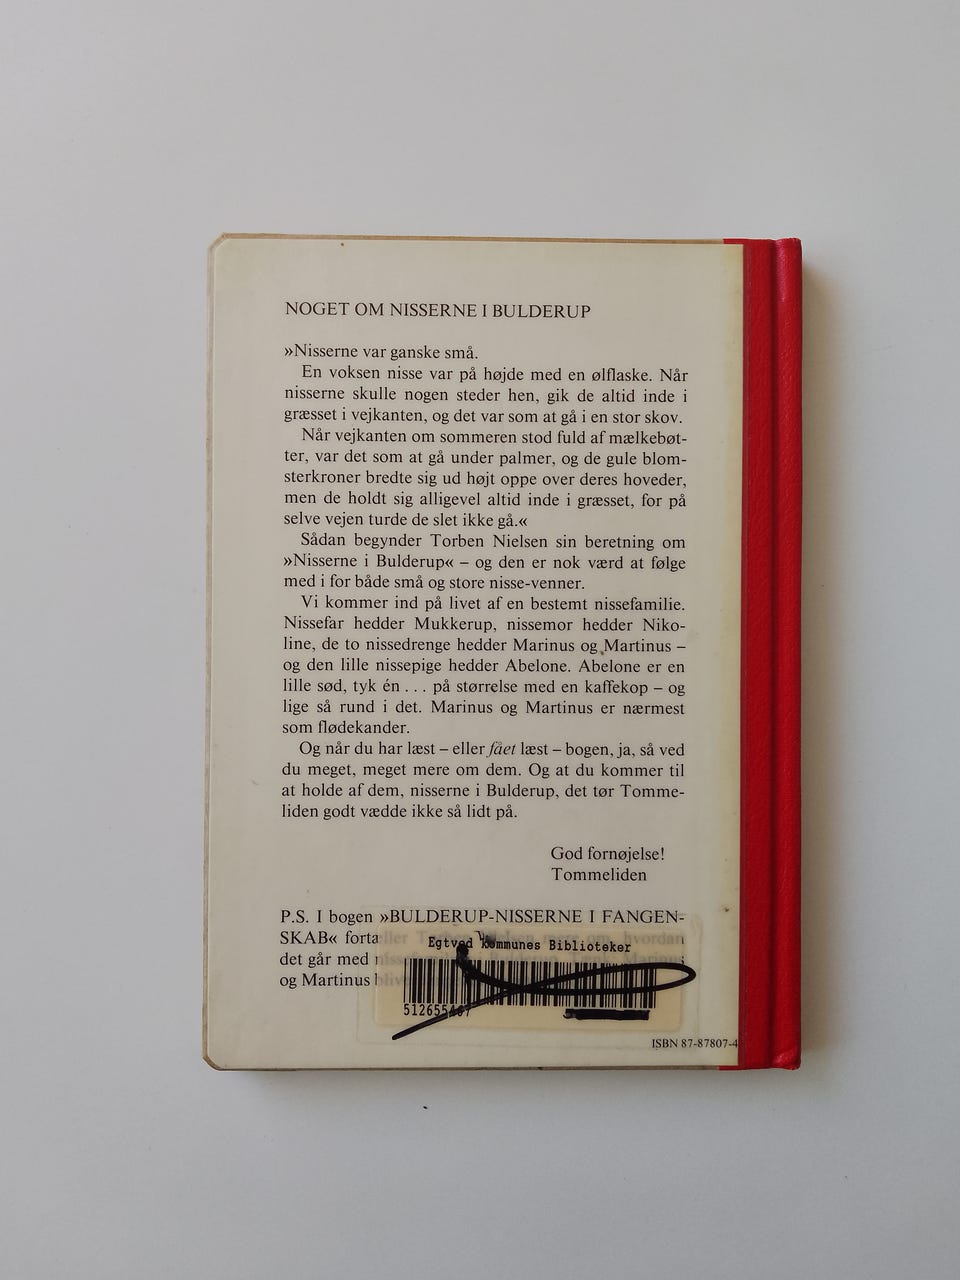 NOGET OM NISSERNE I BULDERUP
»Nisserne var ganske små.
En voksen nisse var på højde med en ølflaske. Når
nisserne skulle nogen steder hen, gik de altid inde i
græsset i vejkanten, og det var som at gå i en stor skov.
Når vejkanten om sommeren stod fuld af mælkebøt-
ter, var det som at gå under palmer, og de gule blom-
sterkroner bredte sig ud højt oppe over deres hoveder,
men de holdt sig alligevel altid inde i græsset, for på
selve vejen turde de slet ikke gå.«
Sådan begynder Torben Nielsen sin beretning om
»Nisserne i Bulderup« – og den er nok værd at følge
med i for både små og store nisse-venner.
Vi kommer ind på livet af en bestemt nissefamilie.
Nissefar hedder Mukkerup, nissemor hedder Niko-
line, de to nissedrenge hedder Marinus og Martinus –
og den lille nissepige hedder Abelone. Abelone er en
lille sød, tyk én . . . på størrelse med en kaffekop – og
lige så rund i det. Marinus og Martinus er nærmest
som flødekander.
Og når du har læst – eller fået læst – bogen, ja, så ved
du meget, meget mere om dem. Og at du kommer til
at holde af dem, nisserne i Bulderup, det tør Tomme-
liden godt vædde ikke så lidt på.
God fornøjelse!
Tommeliden
P.S. I bogen »BULDERUP-NISSERNE I FANGEN-
SKAB« fortæller Torben Nielsen mere om, hvordan
det går med
og Martinus
Egtved Kommunes Biblioteker
ISBN 87-87807-4